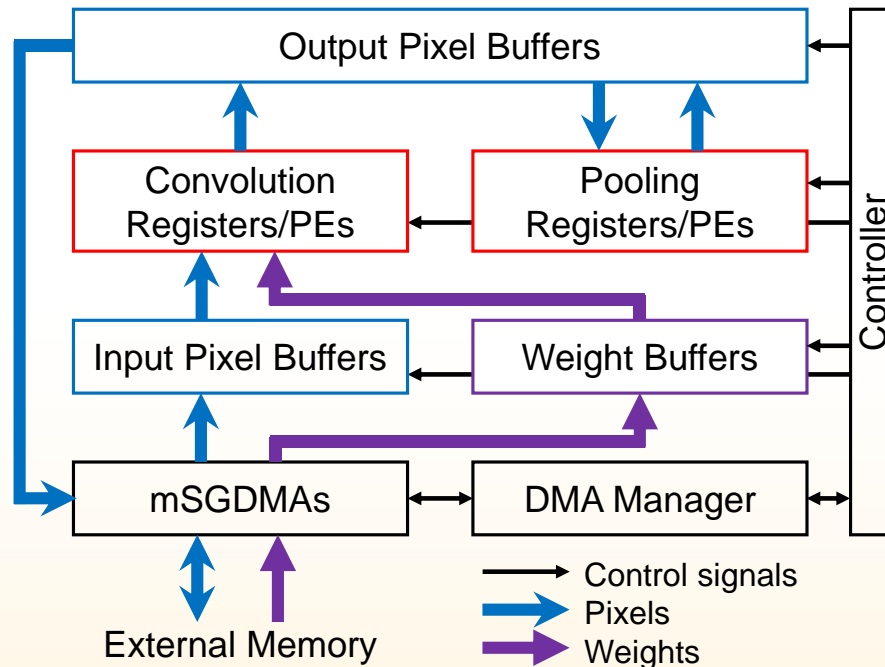 Output Pixel Buffers
Convolution
Registers/PEs
Pooling
Registers/PEs
Controller
Input Pixel Buffers
Weight Buffers
mSGDMAs
DMA Manager
External Memory
Control signals
Pixels
Weights